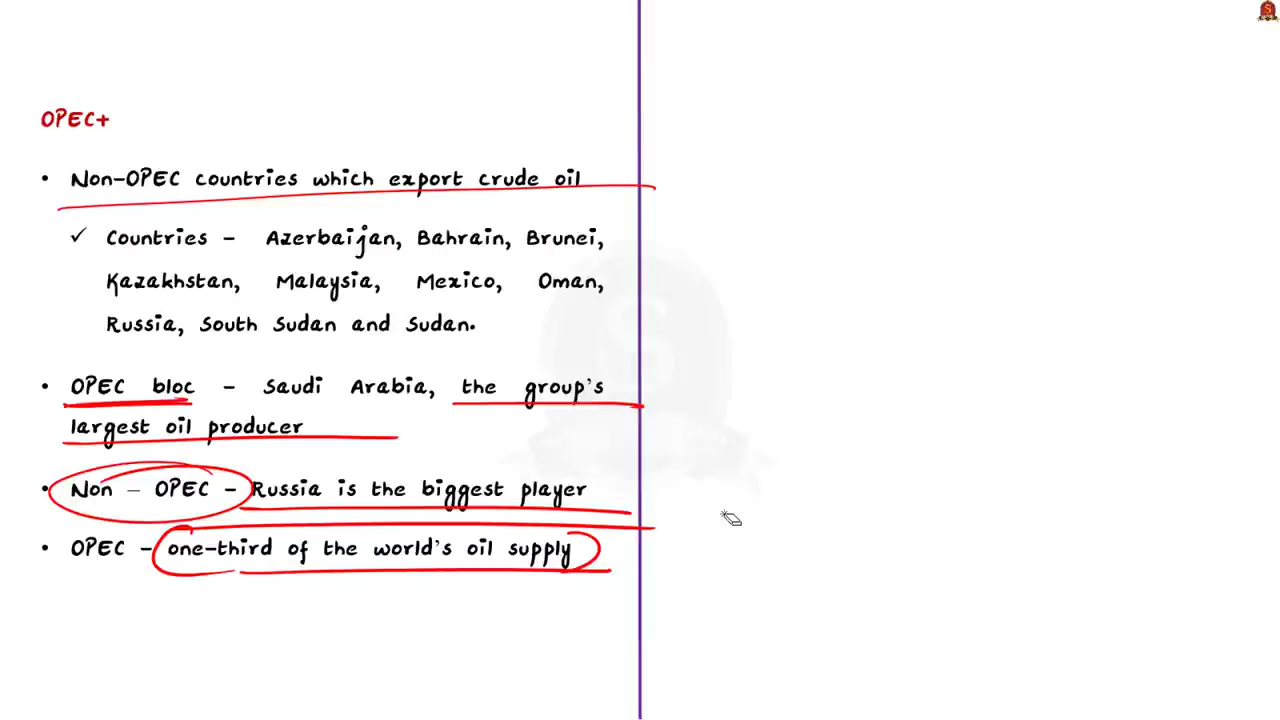 OPEC+
• Non-OPEC countries which export crude oil
✓ Countries - Azerbaijan, Bahrain, Brunei,
Kazakhstan, Malaysia, Mexico, Oman,
Russia, South Sudan and Sudan.
• OPEC bloc - Saudi Arabia, the group's
largest oil producer
• Non - OPEC - Russia is the biggest player
• OPEC - one-third of the world's oil supply